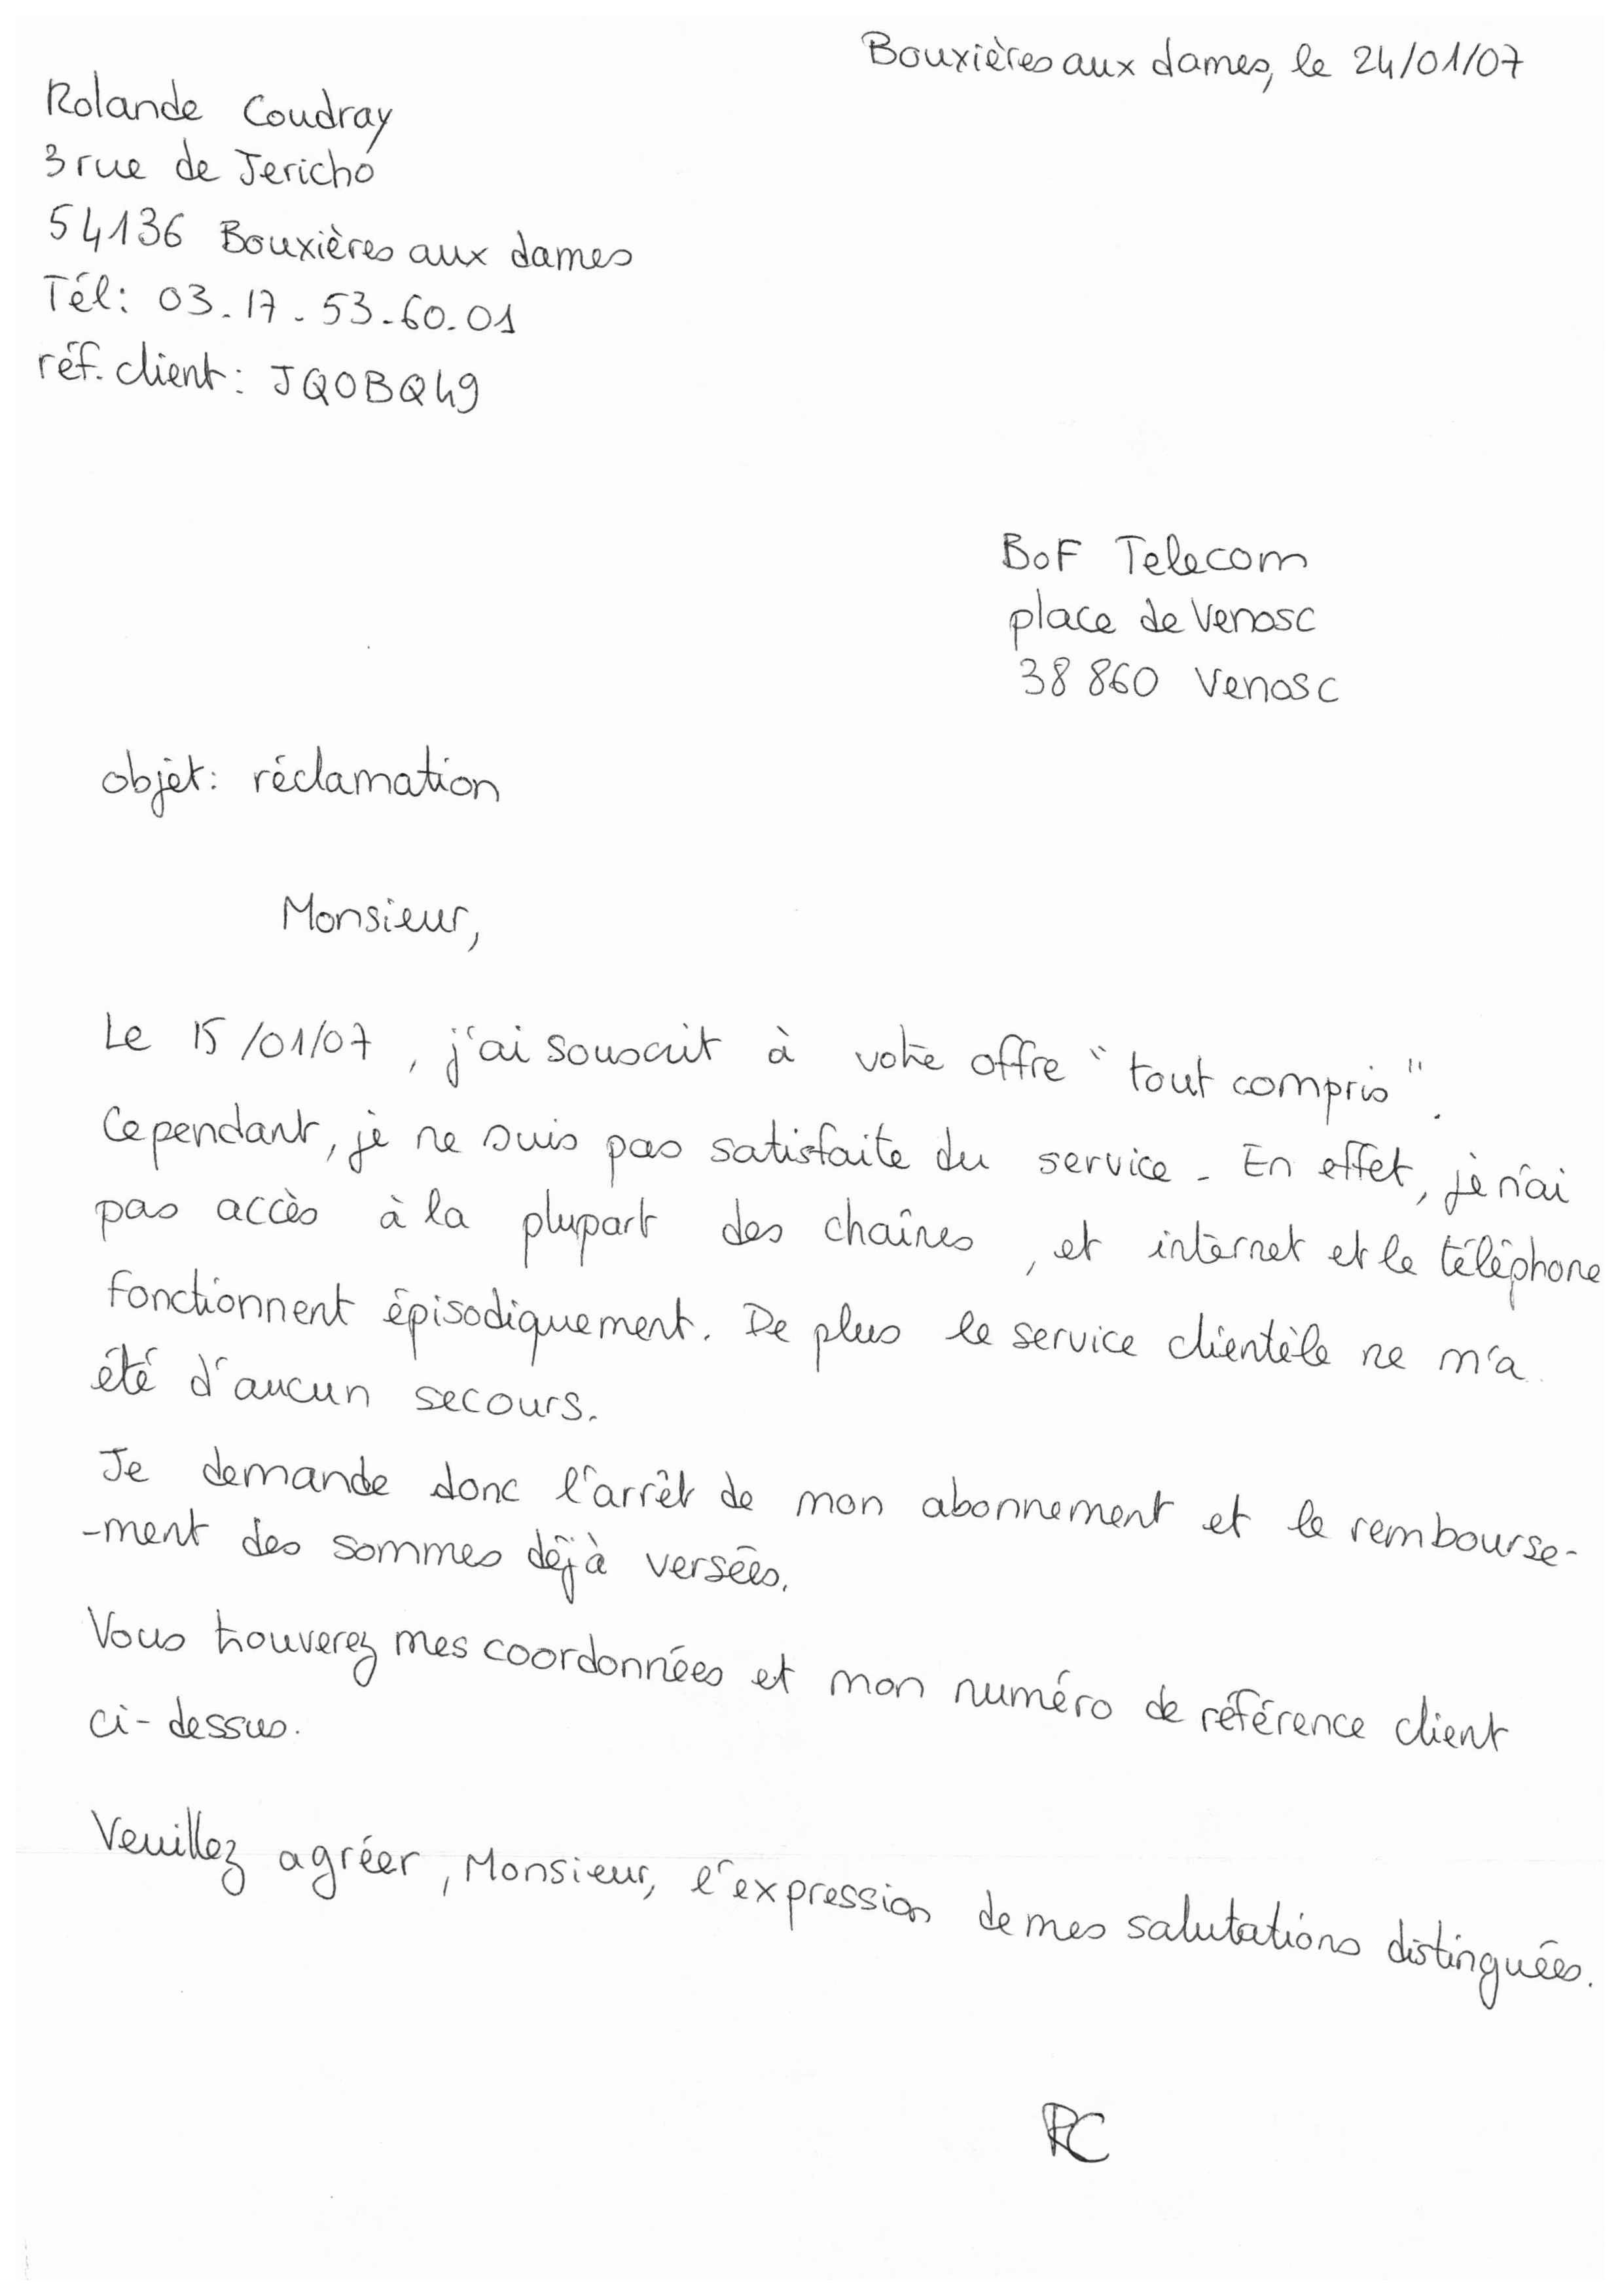 Bouxières aux dames, le 24/01/07
Rolande Coudray
3 rue de Jericho
54136 Bouxières aux dames
Tél: 03.17.53.60.01
réf. client: JQOBQ49
BoF Telecom
place de Venosc
38 860 Venosc
objet: réclamation
Monsieur,
Le 15/01/07, j'ai souscrit à votre offre "tout compris".
Cependant, je ne suis pas satisfaite du service. En effet, je n'ai
pas accès à la plupart des chaînes, et internet et le téléphone
fonctionnent épisodiquement. De plus le service clientèle ne m'a
été d'aucun secours.
Je demande donc l'arrêt de mon abonnement et le rembourse-
-ment des sommes déjà versées.
Vous trouverez mes coordonnées et mon numéro de référence client
ci-dessus.
Veuillez agréer, Monsieur, l'expression de mes salutations distinguées.
RC